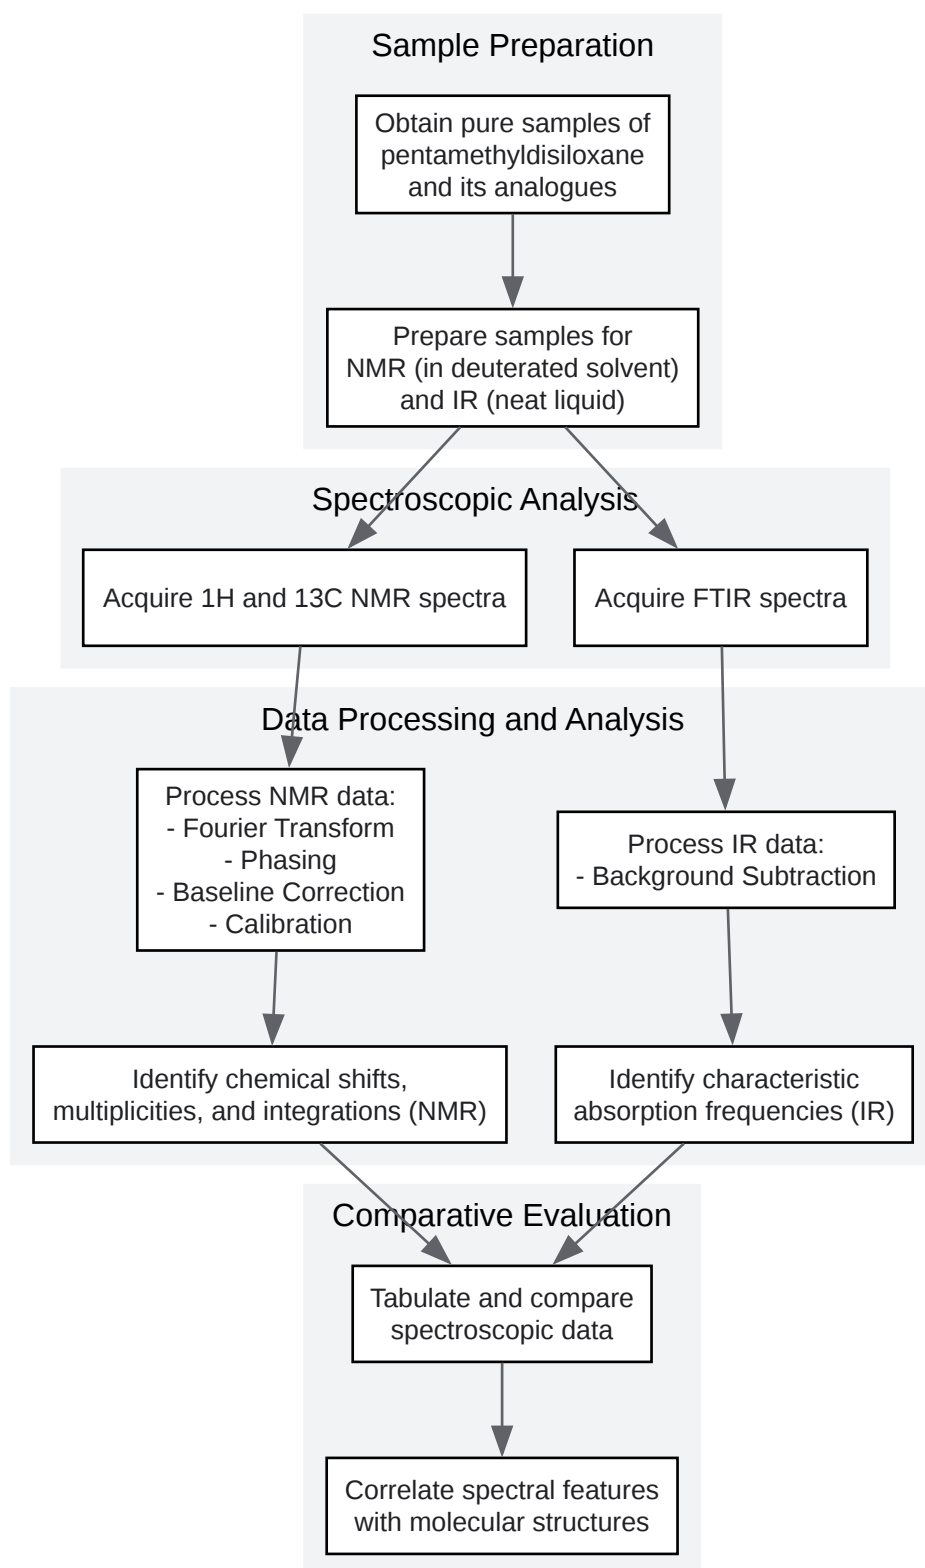 Sample Preparation
Obtain pure samples of
pentamethyldisiloxane
and its analogues
Prepare samples for
NMR (in deuterated solvent)
and IR (neat liquid)
Spectroscopic Analysis
Acquire 1H and 13C NMR spectra
Acquire FTIR spectra
Data Processing and Analysis
Process NMR data:
- Fourier Transform
- Phasing
- Baseline Correction
- Calibration
Process IR data:
- Background Subtraction
Identify chemical shifts,
multiplicities, and integrations (NMR)
Identify characteristic
absorption frequencies (IR)
Comparative Evaluation
Tabulate and compare
spectroscopic data
Correlate spectral features
with molecular structures